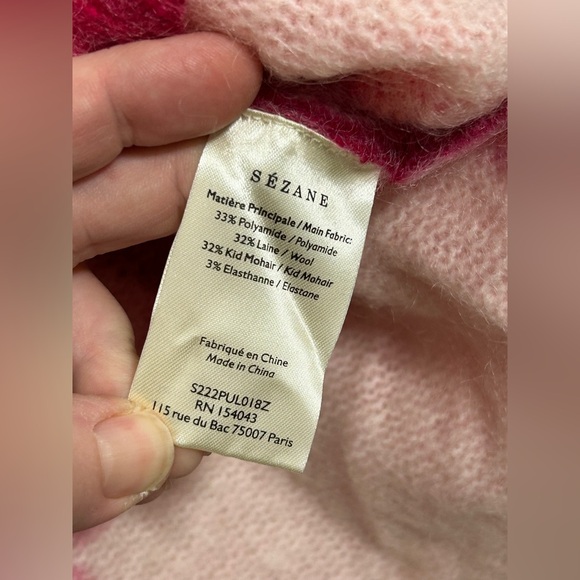 SÉZANE
Matière Principale / Main Fabric:
33% Polyamide / Polyamide
32% Laine / Wool
32% Kid Mohair / Kid Mohair
3% Elasthanne / Elastane
Fabriqué en Chine
Made in China
S222PUL018Z
RN 154043
115 rue du Bac 75007 Paris